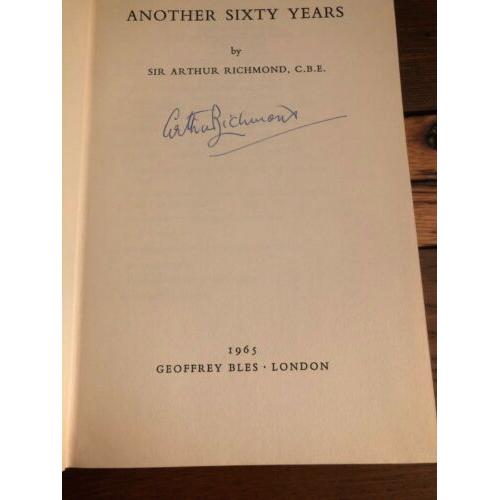 ANOTHER SIXTY YEARS
by
SIR ARTHUR RICHMOND, C.B.E.
Arthur Richmond
1965
GEOFFREY BLES · LONDON